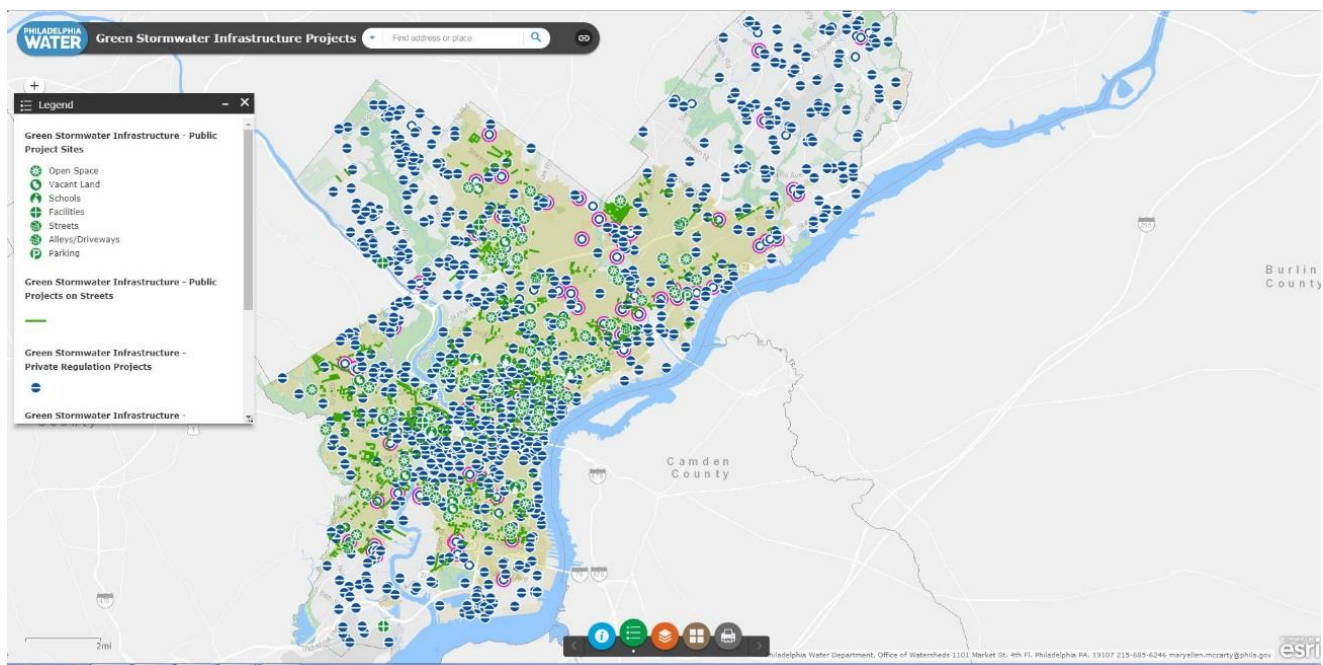 PHILADELPHIA
WATER
Green Stormwater Infrastructure Projects
Find address or place
Legend
Green Stormwater Infrastructure - Public
Project Sites
Open Space
Vacant Land
Schools
Facilities
Streets
Alleys/Driveways
Parking
Green Stormwater Infrastructure - Public
Projects on Streets
Green Stormwater Infrastructure -
Private Regulation Projects
Green Stormwater Infrastructure -
County
1
295
Burlin
County
Camden
County
2mi
Philadelphia Water Department, Office of Watersheds 1101 Market St. 4th Fl. Philadelphia PA. 19107 215-685-6246 maryellen.mccarty@phila.gov
esri